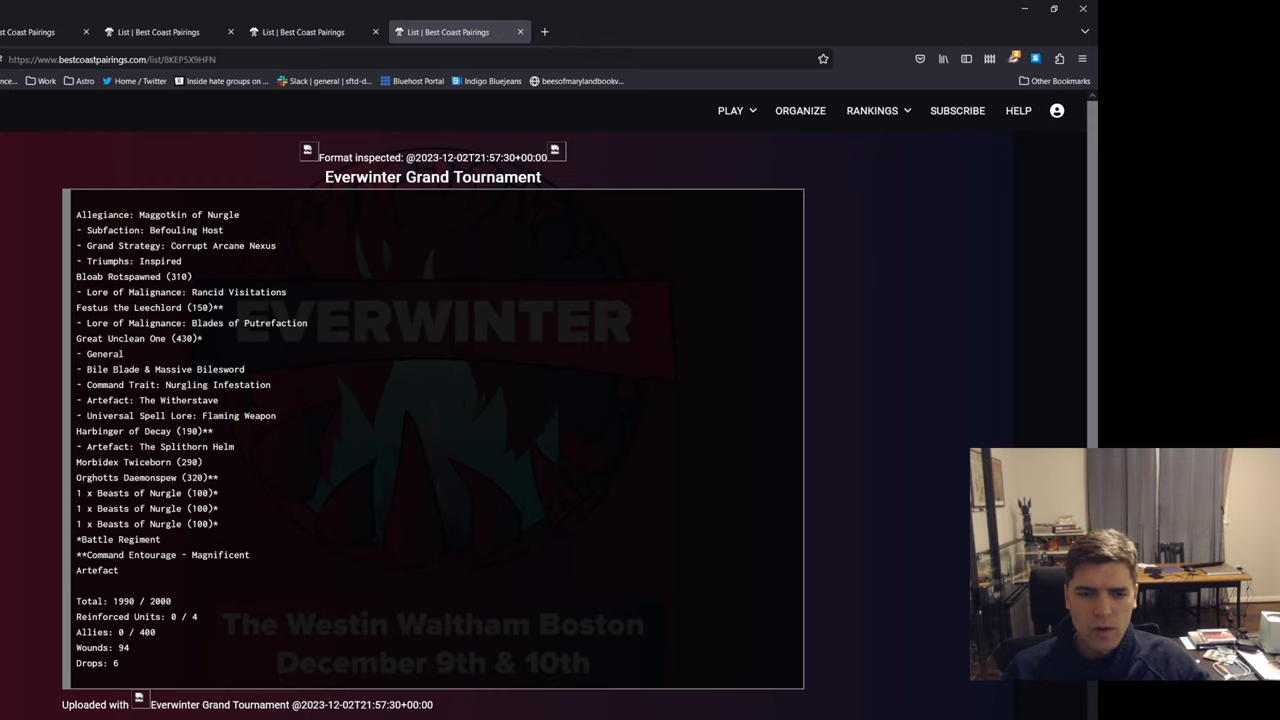 st Coast Pairings
List | Best Coast Pairings
List | Best Coast Pairings
List | Best Coast Pairings
https://www.bestcoastpairings.com/list/8KEP5X9HFN
nce...
Work
Astro
Home / Twitter
Inside hate groups on ...
Slack | general | sftd-d...
Bluehost Portal
Indigo Bluejeans
beesofmarylandbookv...
Other Bookmarks
PLAY
ORGANIZE
RANKINGS
SUBSCRIBE
HELP
Format inspected: @2023-12-02T21:57:30+00:00
Everwinter Grand Tournament
Allegiance: Maggotkin of Nurgle
- Subfaction: Befouling Host
- Grand Strategy: Corrupt Arcane Nexus
- Triumphs: Inspired
Bloab Rotspawned (310)
- Lore of Malignance: Rancid Visitations
Festus the Leechlord (150)**
- Lore of Malignance: Blades of Putrefaction
Great Unclean One (430)*
- General
- Bile Blade & Massive Bilesword
- Command Trait: Nurgling Infestation
- Artefact: The Witherstave
- Universal Spell Lore: Flaming Weapon
Harbinger of Decay (190)**
- Artefact: The Splithorn Helm
Morbidex Twiceborn (290)
Orghotts Daemonspew (320)**
1 x Beasts of Nurgle (100)*
1 x Beasts of Nurgle (100)*
1 x Beasts of Nurgle (100)*
*Battle Regiment
**Command Entourage - Magnificent
Artefact
Total: 1990 / 2000
Reinforced Units: 0 / 4
Allies: 0 / 400
Wounds: 94
Drops: 6
EVERWINTER
The Westin Waltham Boston
December 9th & 10th
Uploaded with Everwinter Grand Tournament @2023-12-02T21:57:30+00:00